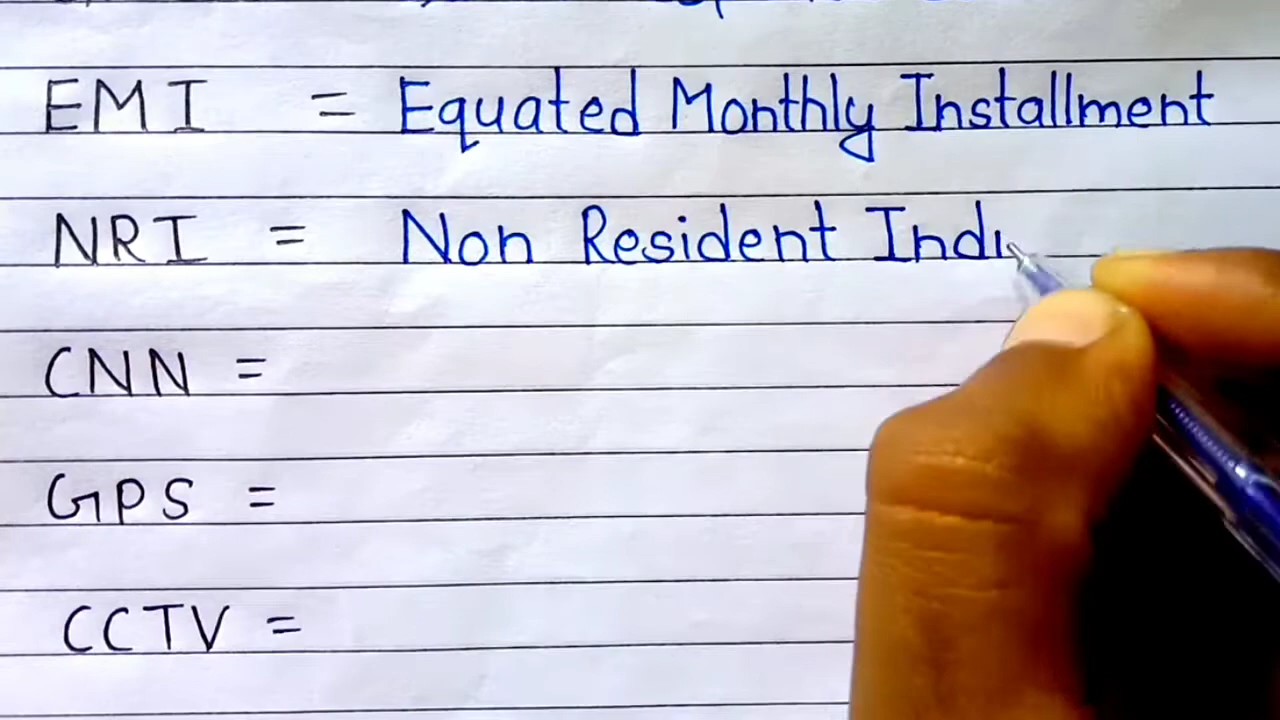 EMI = Equated Monthly Installment
NRI = Non Resident Indi
CNN =
GPS =
CCTV =